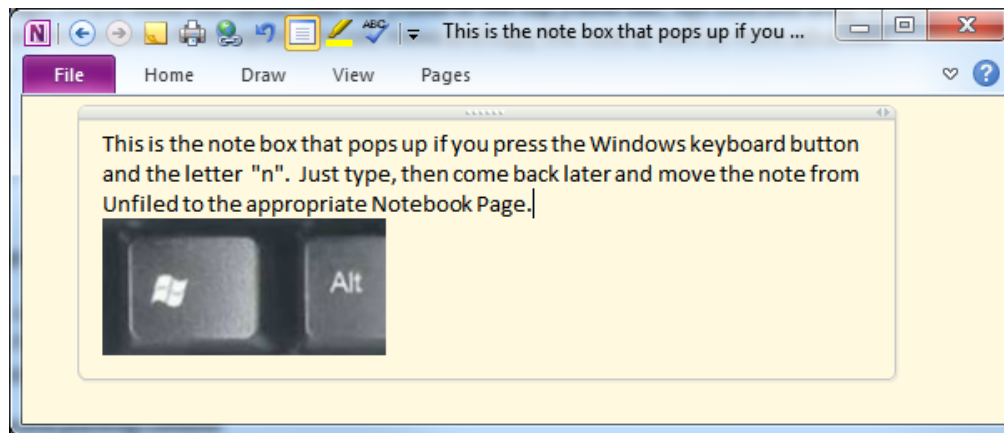 N ABC This is the note box that pops up if you ...
File Home Draw View Pages ?
This is the note box that pops up if you press the Windows keyboard button
and the letter "n". Just type, then come back later and move the note from
Unfiled to the appropriate Notebook Page.
Alt